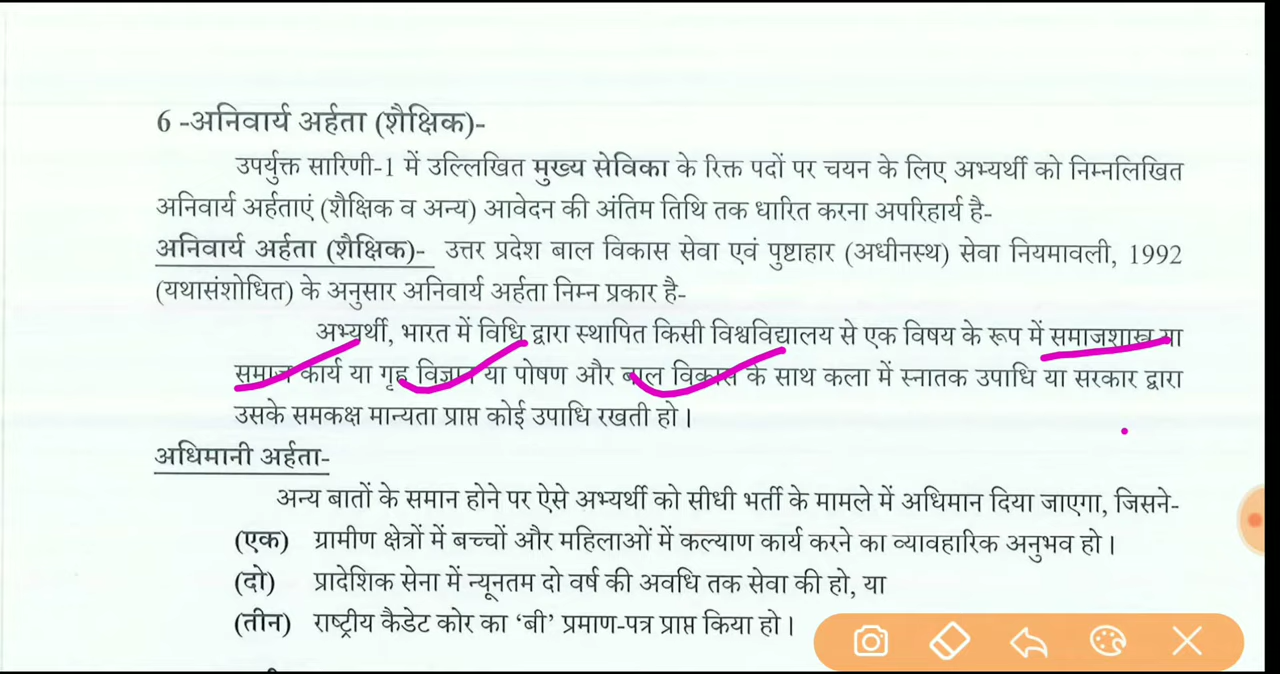 6 -अनिवार्य अर्हता (शैक्षिक)-
उपर्युक्त सारिणी-1 में उल्लिखित मुख्य सेविका के रिक्त पदों पर चयन के लिए अभ्यर्थी को निम्नलिखित
अनिवार्य अर्हताएं (शैक्षिक व अन्य) आवेदन की अंतिम तिथि तक धारित करना अपरिहार्य है-
अनिवार्य अर्हता (शैक्षिक)- उत्तर प्रदेश बाल विकास सेवा एवं पुष्टाहार (अधीनस्थ) सेवा नियमावली, 1992
(यथासंशोधित) के अनुसार अनिवार्य अर्हता निम्न प्रकार है-
अभ्यर्थी, भारत में विधि द्वारा स्थापित किसी विश्वविद्यालय से एक विषय के रूप में समाजशास्त्र या
समाज कार्य या गृह विज्ञान या पोषण और बाल विकास के साथ कला में स्नातक उपाधि या सरकार द्वारा
उसके समकक्ष मान्यता प्राप्त कोई उपाधि रखती हो।
अधिमानी अर्हता-
अन्य बातों के समान होने पर ऐसे अभ्यर्थी को सीधी भर्ती के मामले में अधिमान दिया जाएगा, जिसने-
(एक) ग्रामीण क्षेत्रों में बच्चों और महिलाओं में कल्याण कार्य करने का व्यावहारिक अनुभव हो।
(दो) प्रादेशिक सेना में न्यूनतम दो वर्ष की अवधि तक सेवा की हो, या
(तीन) राष्ट्रीय कैडेट कोर का ‘बी’ प्रमाण-पत्र प्राप्त किया हो।